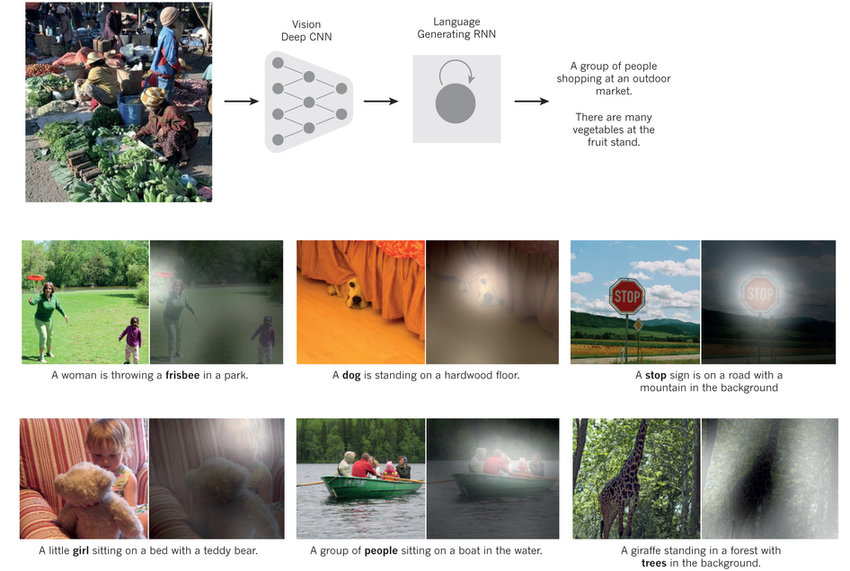 Vision
Deep CNN
Language
Generating RNN
A group of people
shopping at an outdoor
market.
There are many
vegetables at the
fruit stand.
STOP
STOP
A woman is throwing a frisbee in a park.
A dog is standing on a hardwood floor.
A stop sign is on a road with a
mountain in the background
A little girl sitting on a bed with a teddy bear.
A group of people sitting on a boat in the water.
A giraffe standing in a forest with
trees in the background.